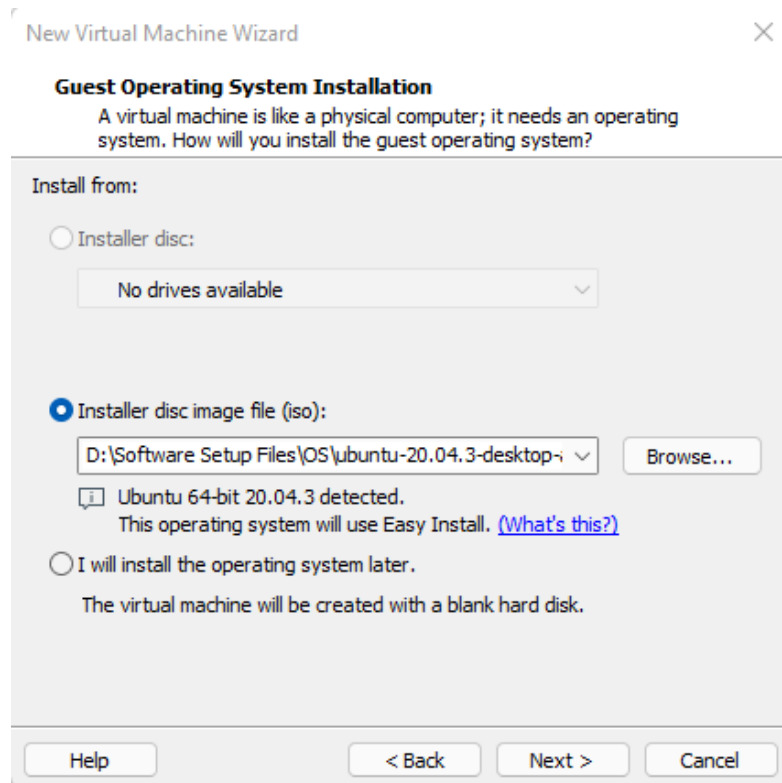 New Virtual Machine Wizard
Guest Operating System Installation
A virtual machine is like a physical computer; it needs an operating
system. How will you install the guest operating system?
Install from:
Installer disc:
No drives available
Installer disc image file (iso):
D:\Software Setup Files\OS\ubuntu-20.04.3-desktop-
Browse...
Ubuntu 64-bit 20.04.3 detected.
This operating system will use Easy Install. (What's this?)
I will install the operating system later.
The virtual machine will be created with a blank hard disk.
Help
< Back
Next >
Cancel